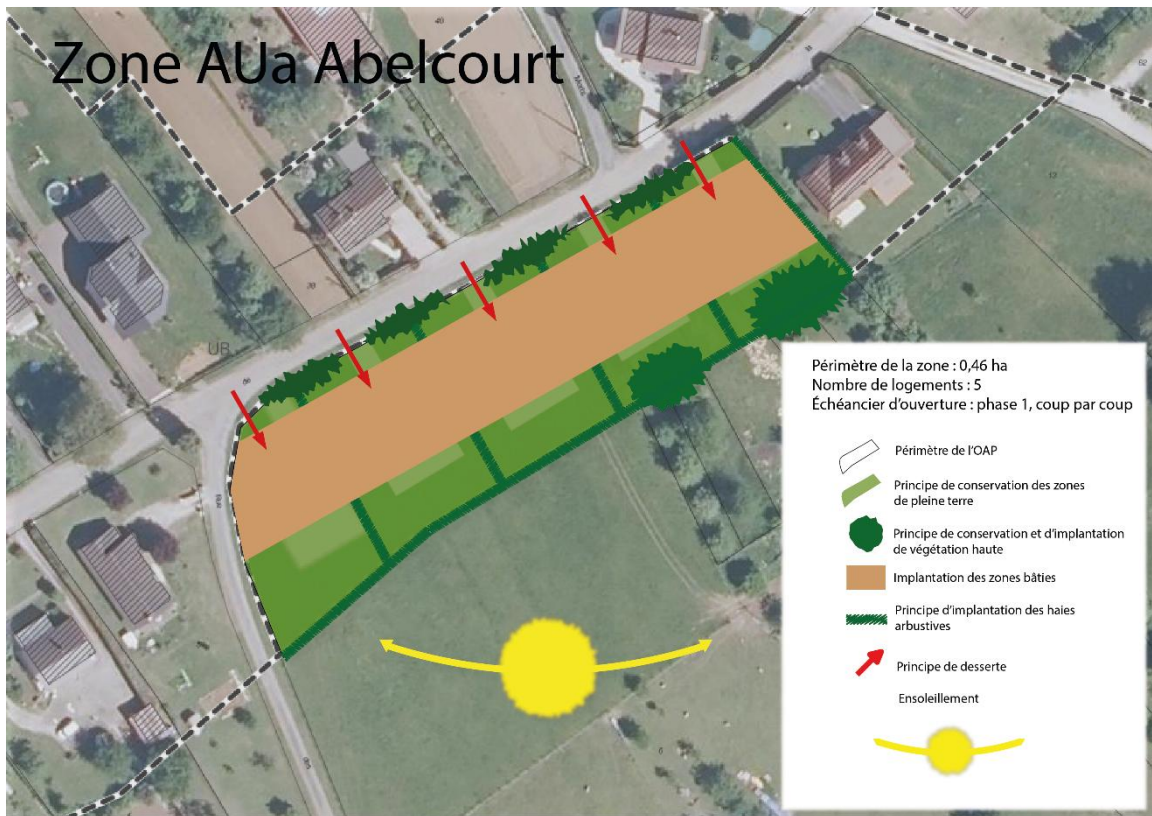 Zone AUa Abelcourt
UB
Périmètre de la zone : 0,46 ha
Nombre de logements : 5
Échéancier d'ouverture : phase 1, coup par coup
Périmètre de l'OAP
Principe de conservation des zones
de pleine terre
Principe de conservation et d'implantation
de végétation haute
Implantation des zones bâties
Principe d'implantation des haies
arbustives
Principe de desserte
Ensoleillement